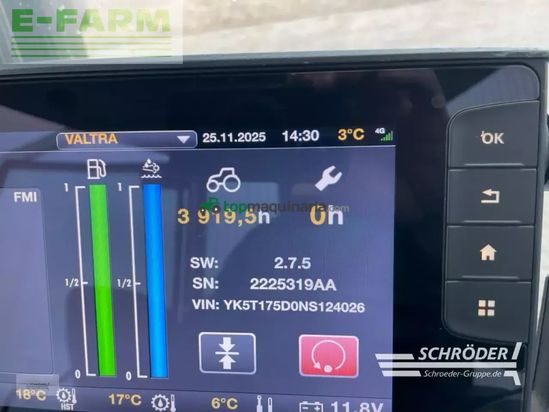 E-FARM
VALTRA 25.11.2025 14:30 3°C 4G
OK
1 1
FMI
3 919,5h 0h
topmaquinaria.com
1/2 1/2
SW: 2.7.5
SN: 2225319AA
VIN: YK5T175D0NS124026
0 0
SCHRÖDER!
Schroeder-Gruppe.de
18°C HST 17°C 6°C 11.8V